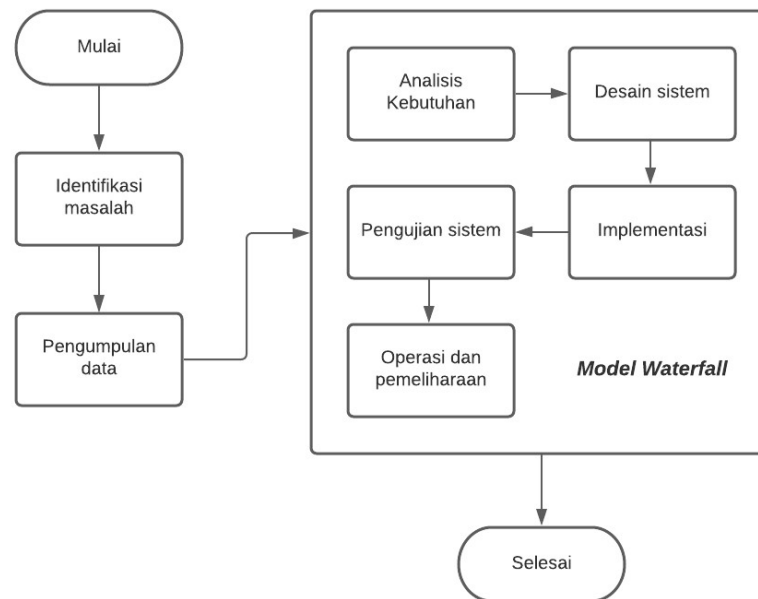 Mulai
Identifikasi
masalah
Pengumpulan
data
Analisis
Kebutuhan
Desain sistem
Implementasi
Pengujian sistem
Operasi dan
pemeliharaan
Model Waterfall
Selesai